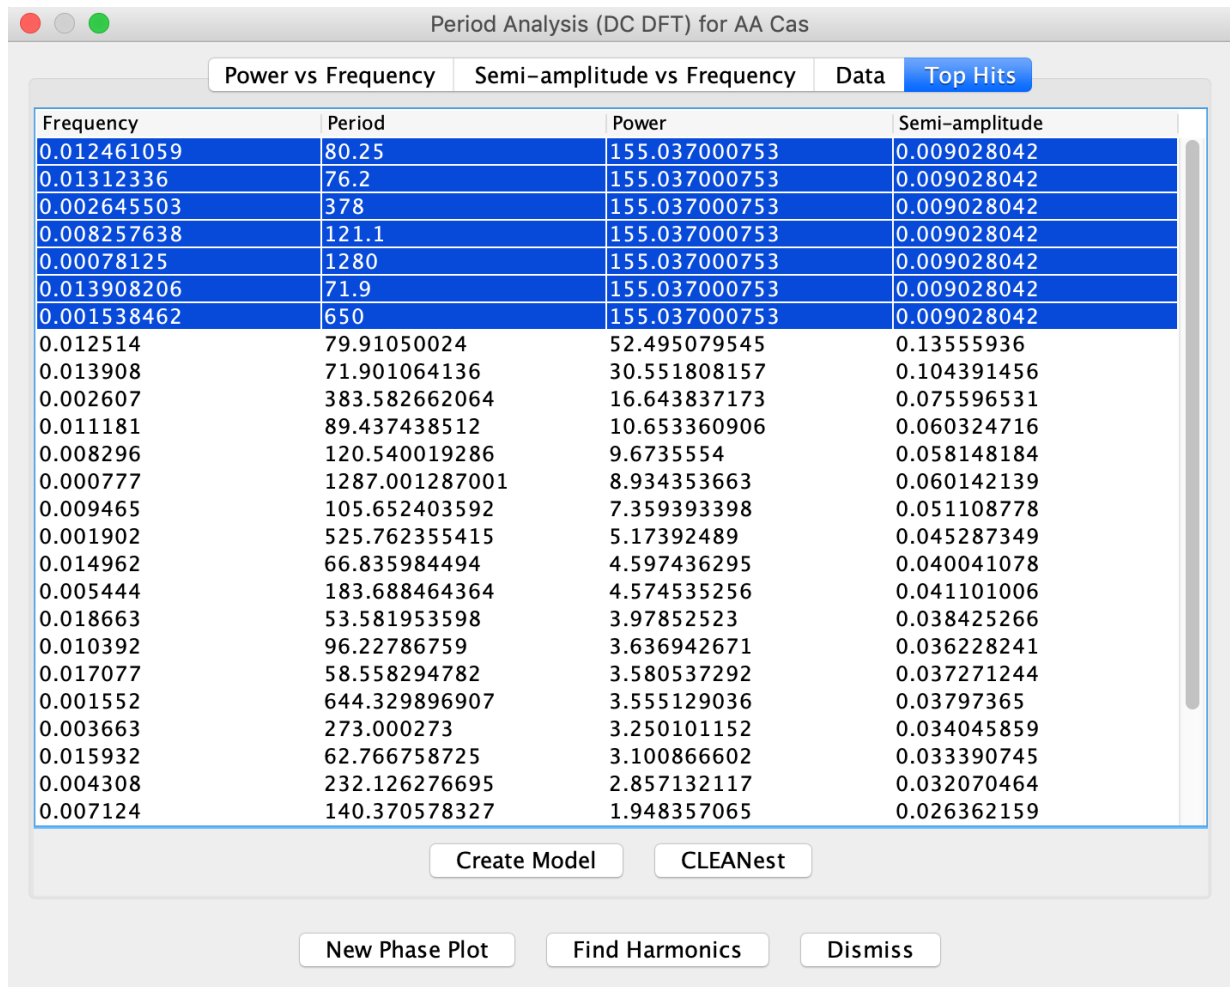 Period Analysis (DC DFT) for AA Cas
Power vs Frequency Semi-amplitude vs Frequency Data Top Hits
Frequency Period Power Semi-amplitude
0.012461059 80.25 155.037000753 0.009028042
0.01312336 76.2 155.037000753 0.009028042
0.002645503 378 155.037000753 0.009028042
0.008257638 121.1 155.037000753 0.009028042
0.00078125 1280 155.037000753 0.009028042
0.013908206 71.9 155.037000753 0.009028042
0.001538462 650 155.037000753 0.009028042
0.012514 79.91050024 52.495079545 0.13555936
0.013908 71.901064136 30.551808157 0.104391456
0.002607 383.582662064 16.643837173 0.075596531
0.011181 89.437438512 10.653360906 0.060324716
0.008296 120.540019286 9.6735554 0.058148184
0.000777 1287.001287001 8.934353663 0.060142139
0.009465 105.652403592 7.359393398 0.051108778
0.001902 525.762355415 5.17392489 0.045287349
0.014962 66.835984494 4.597436295 0.040041078
0.005444 183.688464364 4.574535256 0.041101006
0.018663 53.581953598 3.97852523 0.038425266
0.010392 96.22786759 3.636942671 0.036228241
0.017077 58.558294782 3.580537292 0.037271244
0.001552 644.329896907 3.555129036 0.03797365
0.003663 273.000273 3.250101152 0.034045859
0.015932 62.766758725 3.100866602 0.033390745
0.004308 232.126276695 2.857132117 0.032070464
0.007124 140.370578327 1.948357065 0.026362159
Create Model CLEANest
New Phase Plot Find Harmonics Dismiss